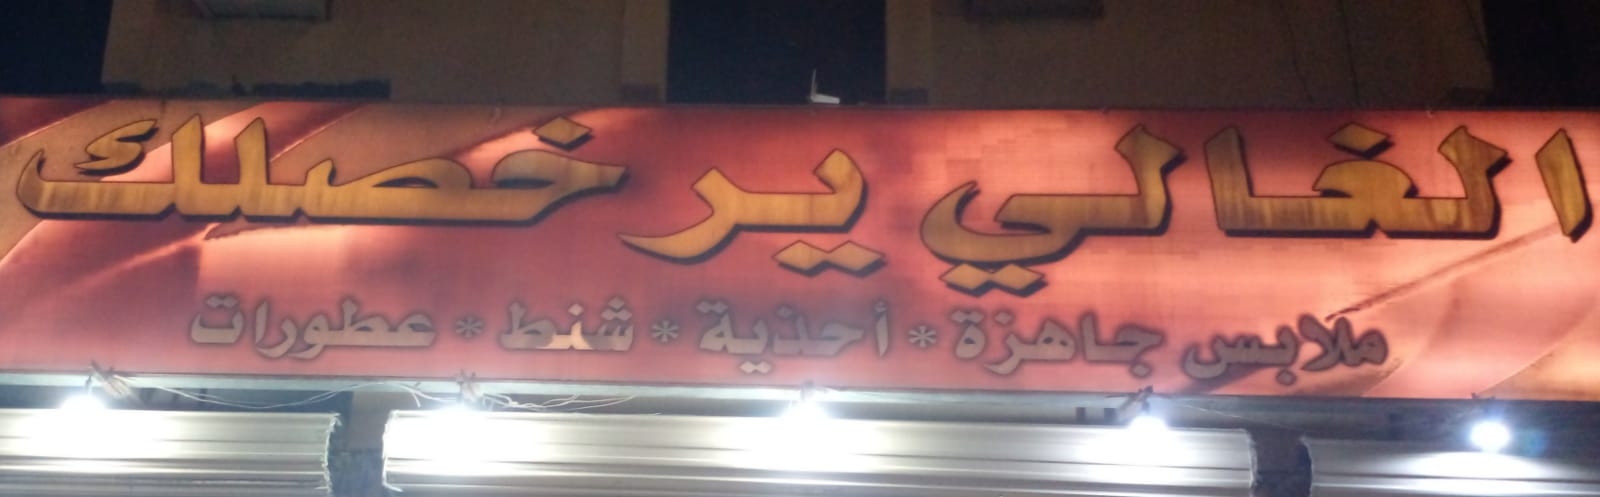 الغالي يرخصلك
ملابس جاهزة * أحذية * شنط * عطورات